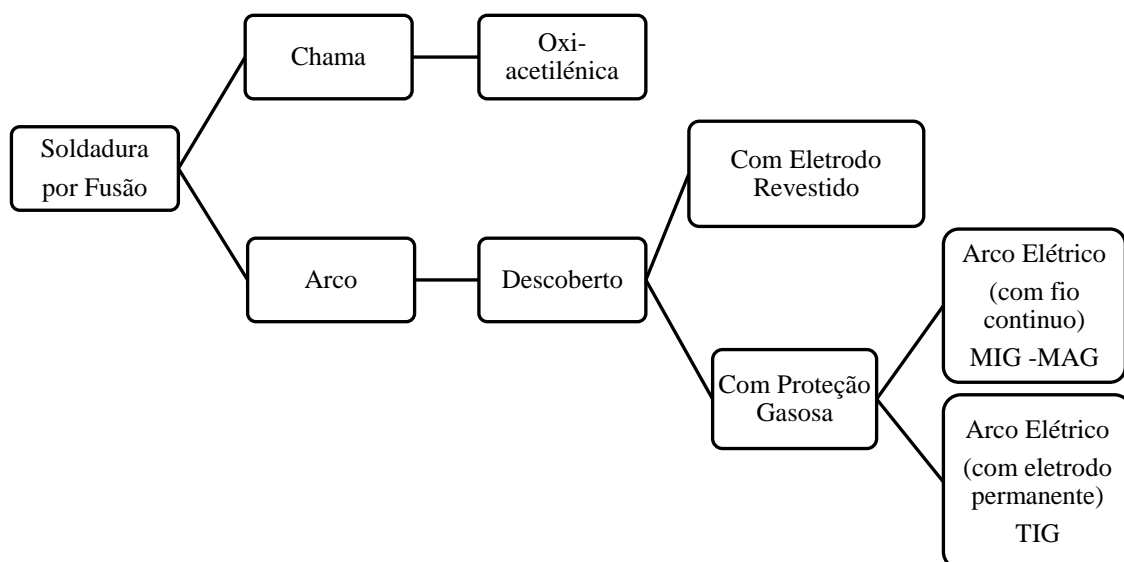 Soldadura
por Fusão
Chama
Oxi-
acetilénica
Arco
Descoberto
Com Eletrodo
Revestido
Com Proteção
Gasosa
Arco Elétrico
(com fio
continuo)
MIG -MAG
Arco Elétrico
(com eletrodo
permanente)
TIG